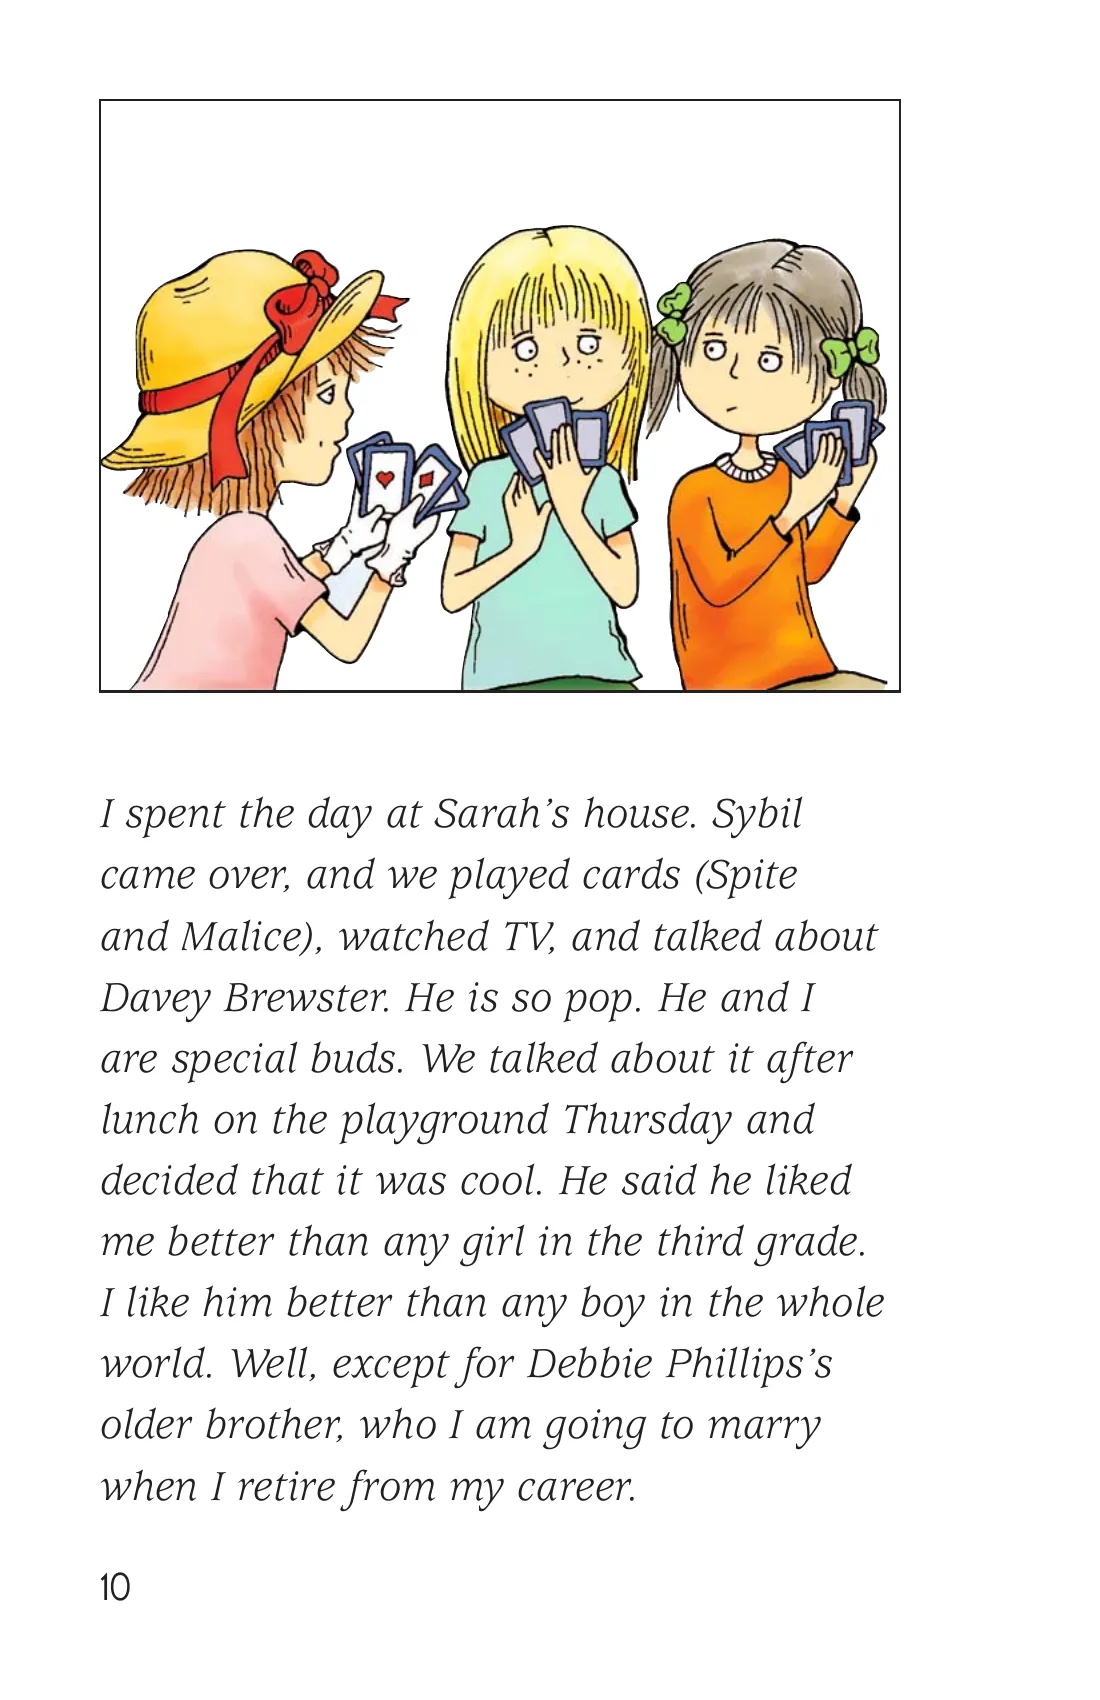 I spent the day at Sarah’s house. Sybil
came over, and we played cards (Spite
and Malice), watched TV, and talked about
Davey Brewster. He is so pop. He and I
are special buds. We talked about it after
lunch on the playground Thursday and
decided that it was cool. He said he liked
me better than any girl in the third grade.
I like him better than any boy in the whole
world. Well, except for Debbie Phillips’s
older brother, who I am going to marry
when I retire from my career.
10